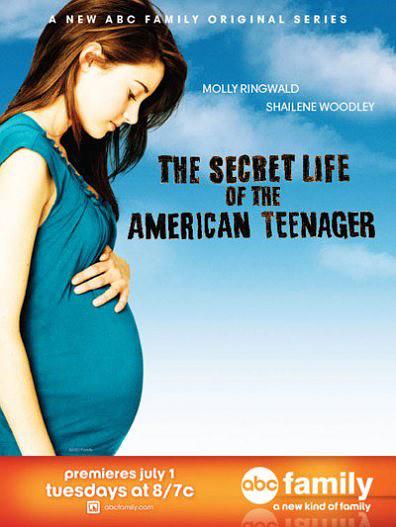 A NEW ABC FAMILY ORIGINAL SERIES
MOLLY RINGWALD
SHAILENE WOODLEY
THE SECRET LIFE
OF THE
AMERICAN TEENAGER
premieres july 1
tuesdays at 8/7c
abcfamily.com
abc family
a new kind of family